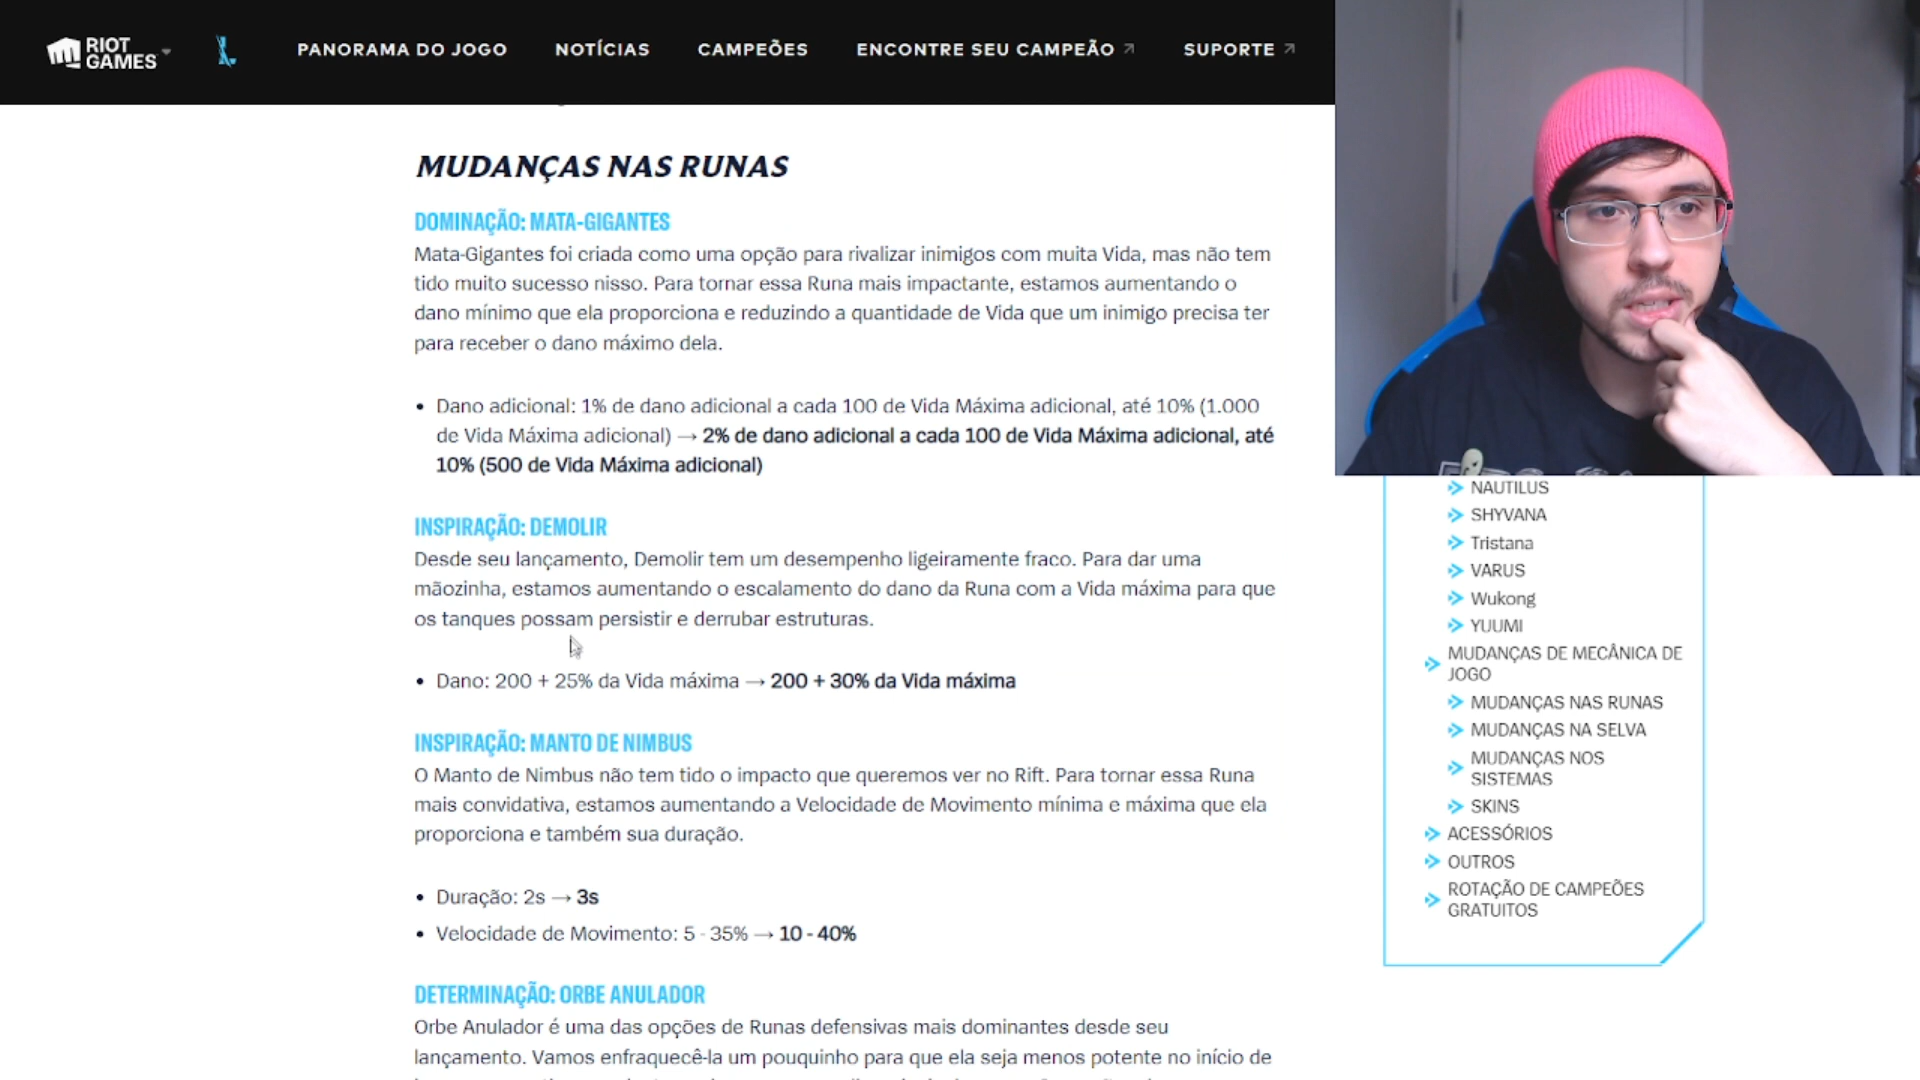 RIOT
GAMES
PANORAMA DO JOGO
NOTÍCIAS
CAMPEÕES
ENCONTRE SEU CAMPEÃO
SUPORTE
MUDANÇAS NAS RUNAS
DOMINAÇÃO: MATA-GIGANTES
Mata-Gigantes foi criada como uma opção para rivalizar inimigos com muita Vida, mas não tem
tido muito sucesso nisso. Para tornar essa Runa mais impactante, estamos aumentando o
dano mínimo que ela proporciona e reduzindo a quantidade de Vida que um inimigo precisa ter
para receber o dano máximo dela.
• Dano adicional: 1% de dano adicional a cada 100 de Vida Máxima adicional, até 10% (1.000
de Vida Máxima adicional) → 2% de dano adicional a cada 100 de Vida Máxima adicional, até
10% (500 de Vida Máxima adicional)
INSPIRAÇÃO: DEMOLIR
Desde seu lançamento, Demolir tem um desempenho ligeiramente fraco. Para dar uma
mãozinha, estamos aumentando o escalamento do dano da Runa com a Vida máxima para que
os tanques possam persistir e derrubar estruturas.
• Dano: 200 + 25% da Vida máxima → 200 + 30% da Vida máxima
INSPIRAÇÃO: MANTO DE NIMBUS
O Manto de Nimbus não tem tido o impacto que queremos ver no Rift. Para tornar essa Runa
mais convidativa, estamos aumentando a Velocidade de Movimento mínima e máxima que ela
proporciona e também sua duração.
• Duração: 2s → 3s
• Velocidade de Movimento: 5 - 35% → 10 - 40%
DETERMINAÇÃO: ORBE ANULADOR
Orbe Anulador é uma das opções de Runas defensivas mais dominantes desde seu
lançamento. Vamos enfraquecê-la um pouquinho para que ela seja menos potente no início de
NAUTILUS
SHYVANA
Tristana
VARUS
Wukong
YUUMI
MUDANÇAS DE MECÂNICA DE
JOGO
MUDANÇAS NAS RUNAS
MUDANÇAS NA SELVA
MUDANÇAS NOS
SISTEMAS
SKINS
ACESSÓRIOS
OUTROS
ROTAÇÃO DE CAMPEÕES
GRATUITOS